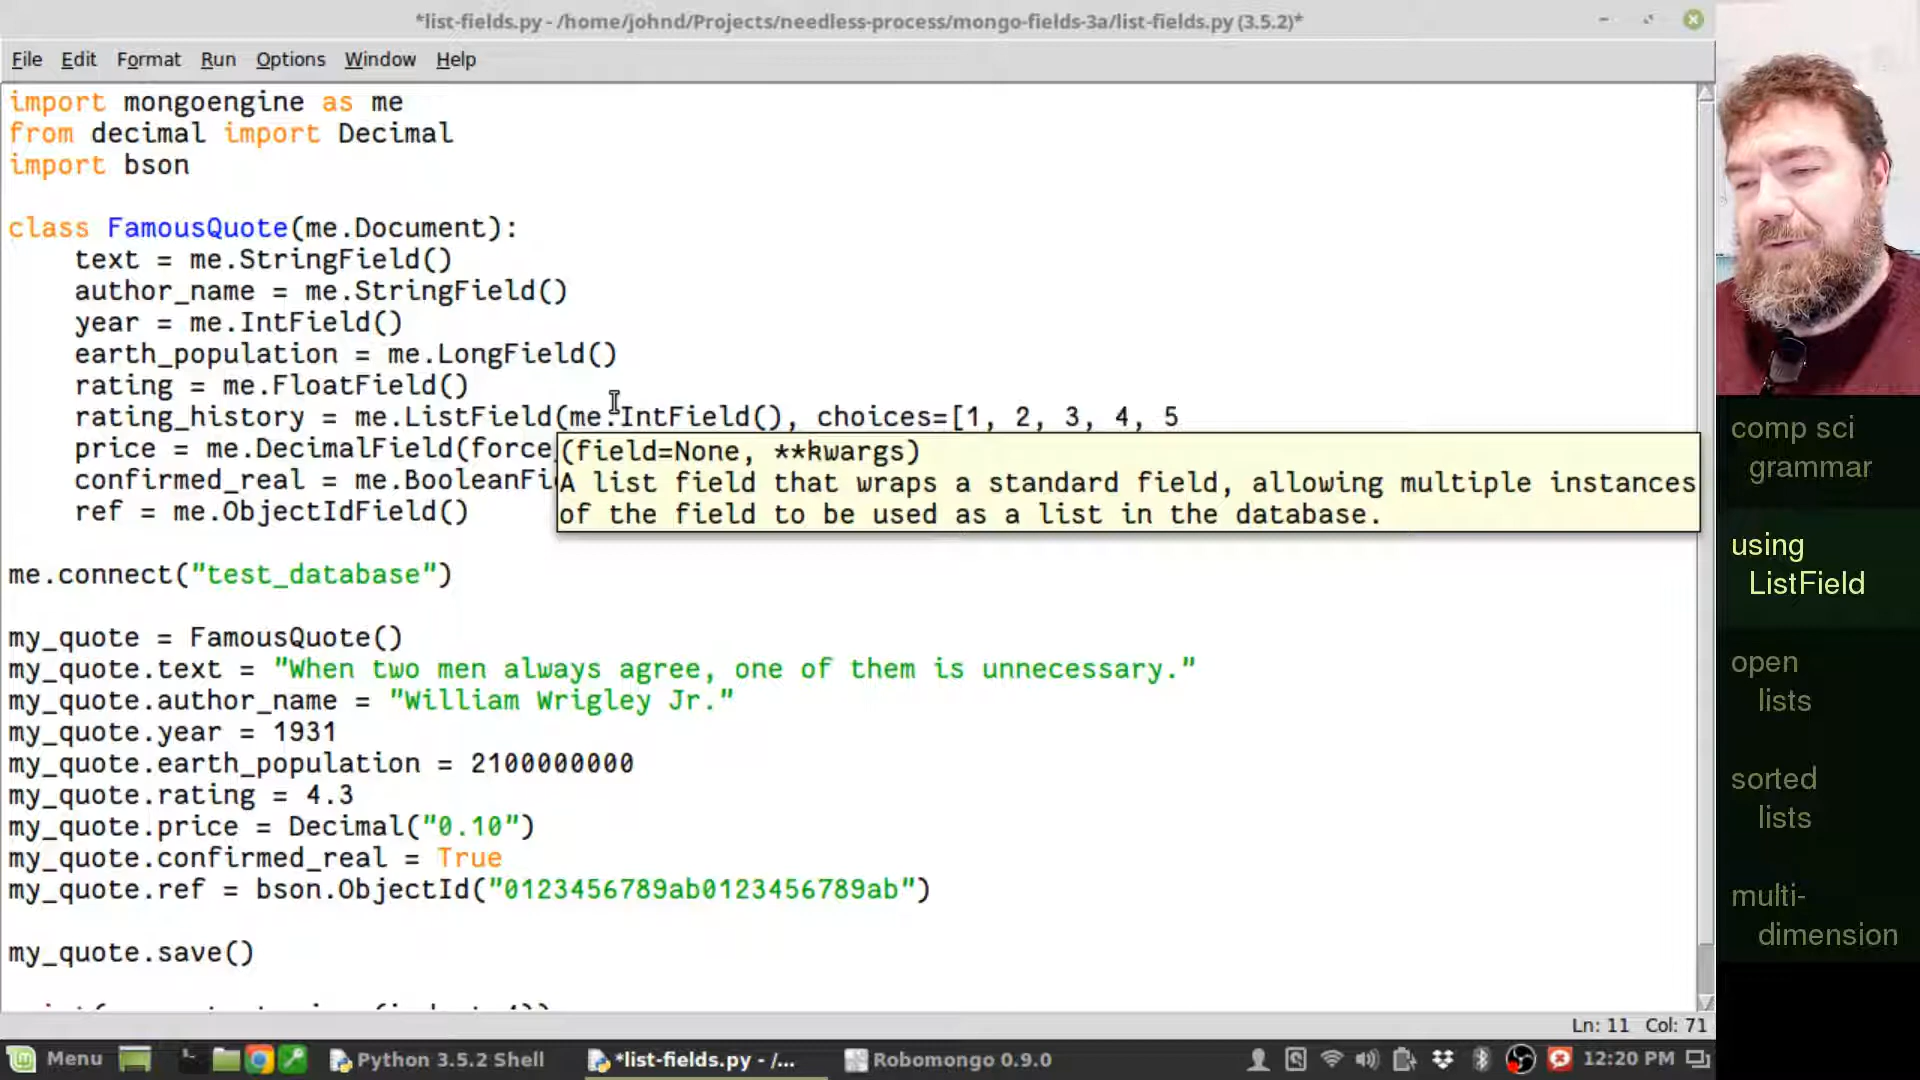 *list-fields.py - /home/johnd/Projects/needless-process/mongo-fields-3a/list-fields.py (3.5.2)*
File Edit Format Run Options Window Help
import mongoengine as me
from decimal import Decimal
import bson
class FamousQuote(me.Document):
text = me.StringField()
author_name = me.StringField()
year = me.IntField()
earth_population = me.LongField()
rating = me.FloatField()
rating_history = me.ListField(me.IntField(), choices=[1, 2, 3, 4, 5
price = me.DecimalField(force
confirmed_real = me.BooleanFi
ref = me.ObjectIdField()
(field=None, **kwargs)
A list field that wraps a standard field, allowing multiple instances
of the field to be used as a list in the database.
me.connect("test_database")
my_quote = FamousQuote()
my_quote.text = "When two men always agree, one of them is unnecessary."
my_quote.author_name = "William Wrigley Jr."
my_quote.year = 1931
my_quote.earth_population = 2100000000
my_quote.rating = 4.3
my_quote.price = Decimal("0.10")
my_quote.confirmed_real = True
my_quote.ref = bson.ObjectId("0123456789ab0123456789ab")
my_quote.save()
Ln: 11 Col: 71
comp sci
grammar
using
ListField
open
lists
sorted
lists
multi-
dimension
Menu Python 3.5.2 Shell *list-fields.py - /... Robomongo 0.9.0 12:20 PM